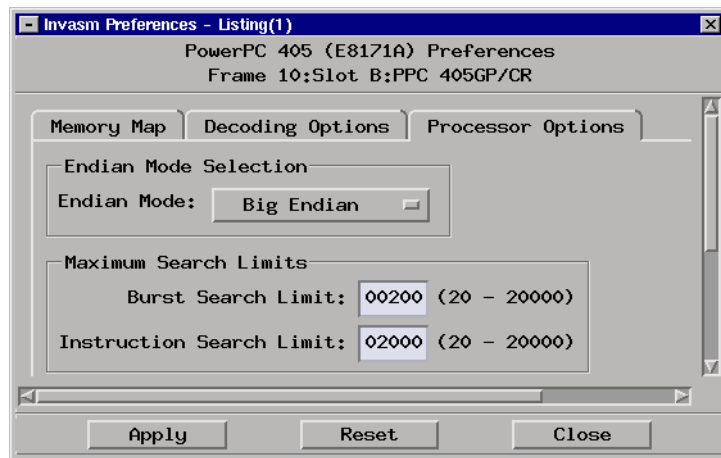 Invasm Preferences - Listing(1)
PowerPC 405 (E8171A) Preferences
Frame 10:Slot B:PPC 405GP/CR
Memory Map Decoding Options Processor Options
Endian Mode Selection
Endian Mode: Big Endian
Maximum Search Limits
Burst Search Limit: 00200 (20 - 20000)
Instruction Search Limit: 02000 (20 - 20000)
Apply Reset Close